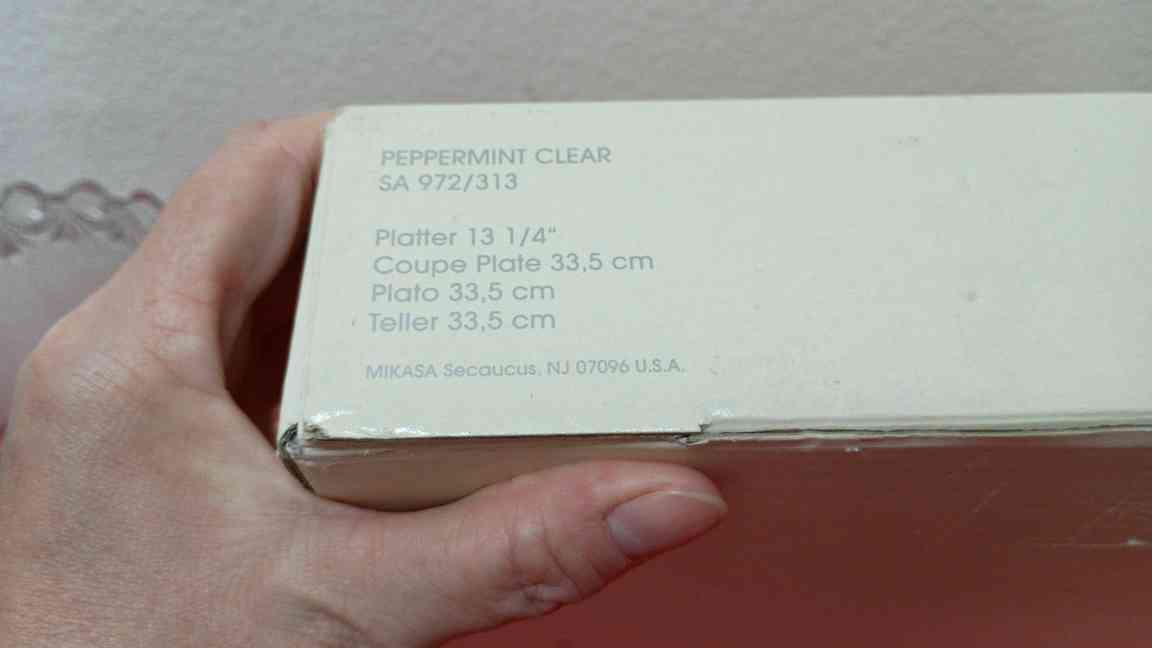 PEPPERMINT CLEAR
SA 972/313
Platter 13 1/4“
Coupe Plate 33,5 cm
Plato 33,5 cm
Teller 33,5 cm
MIKASA Secaucus, NJ 07096 U.S.A.